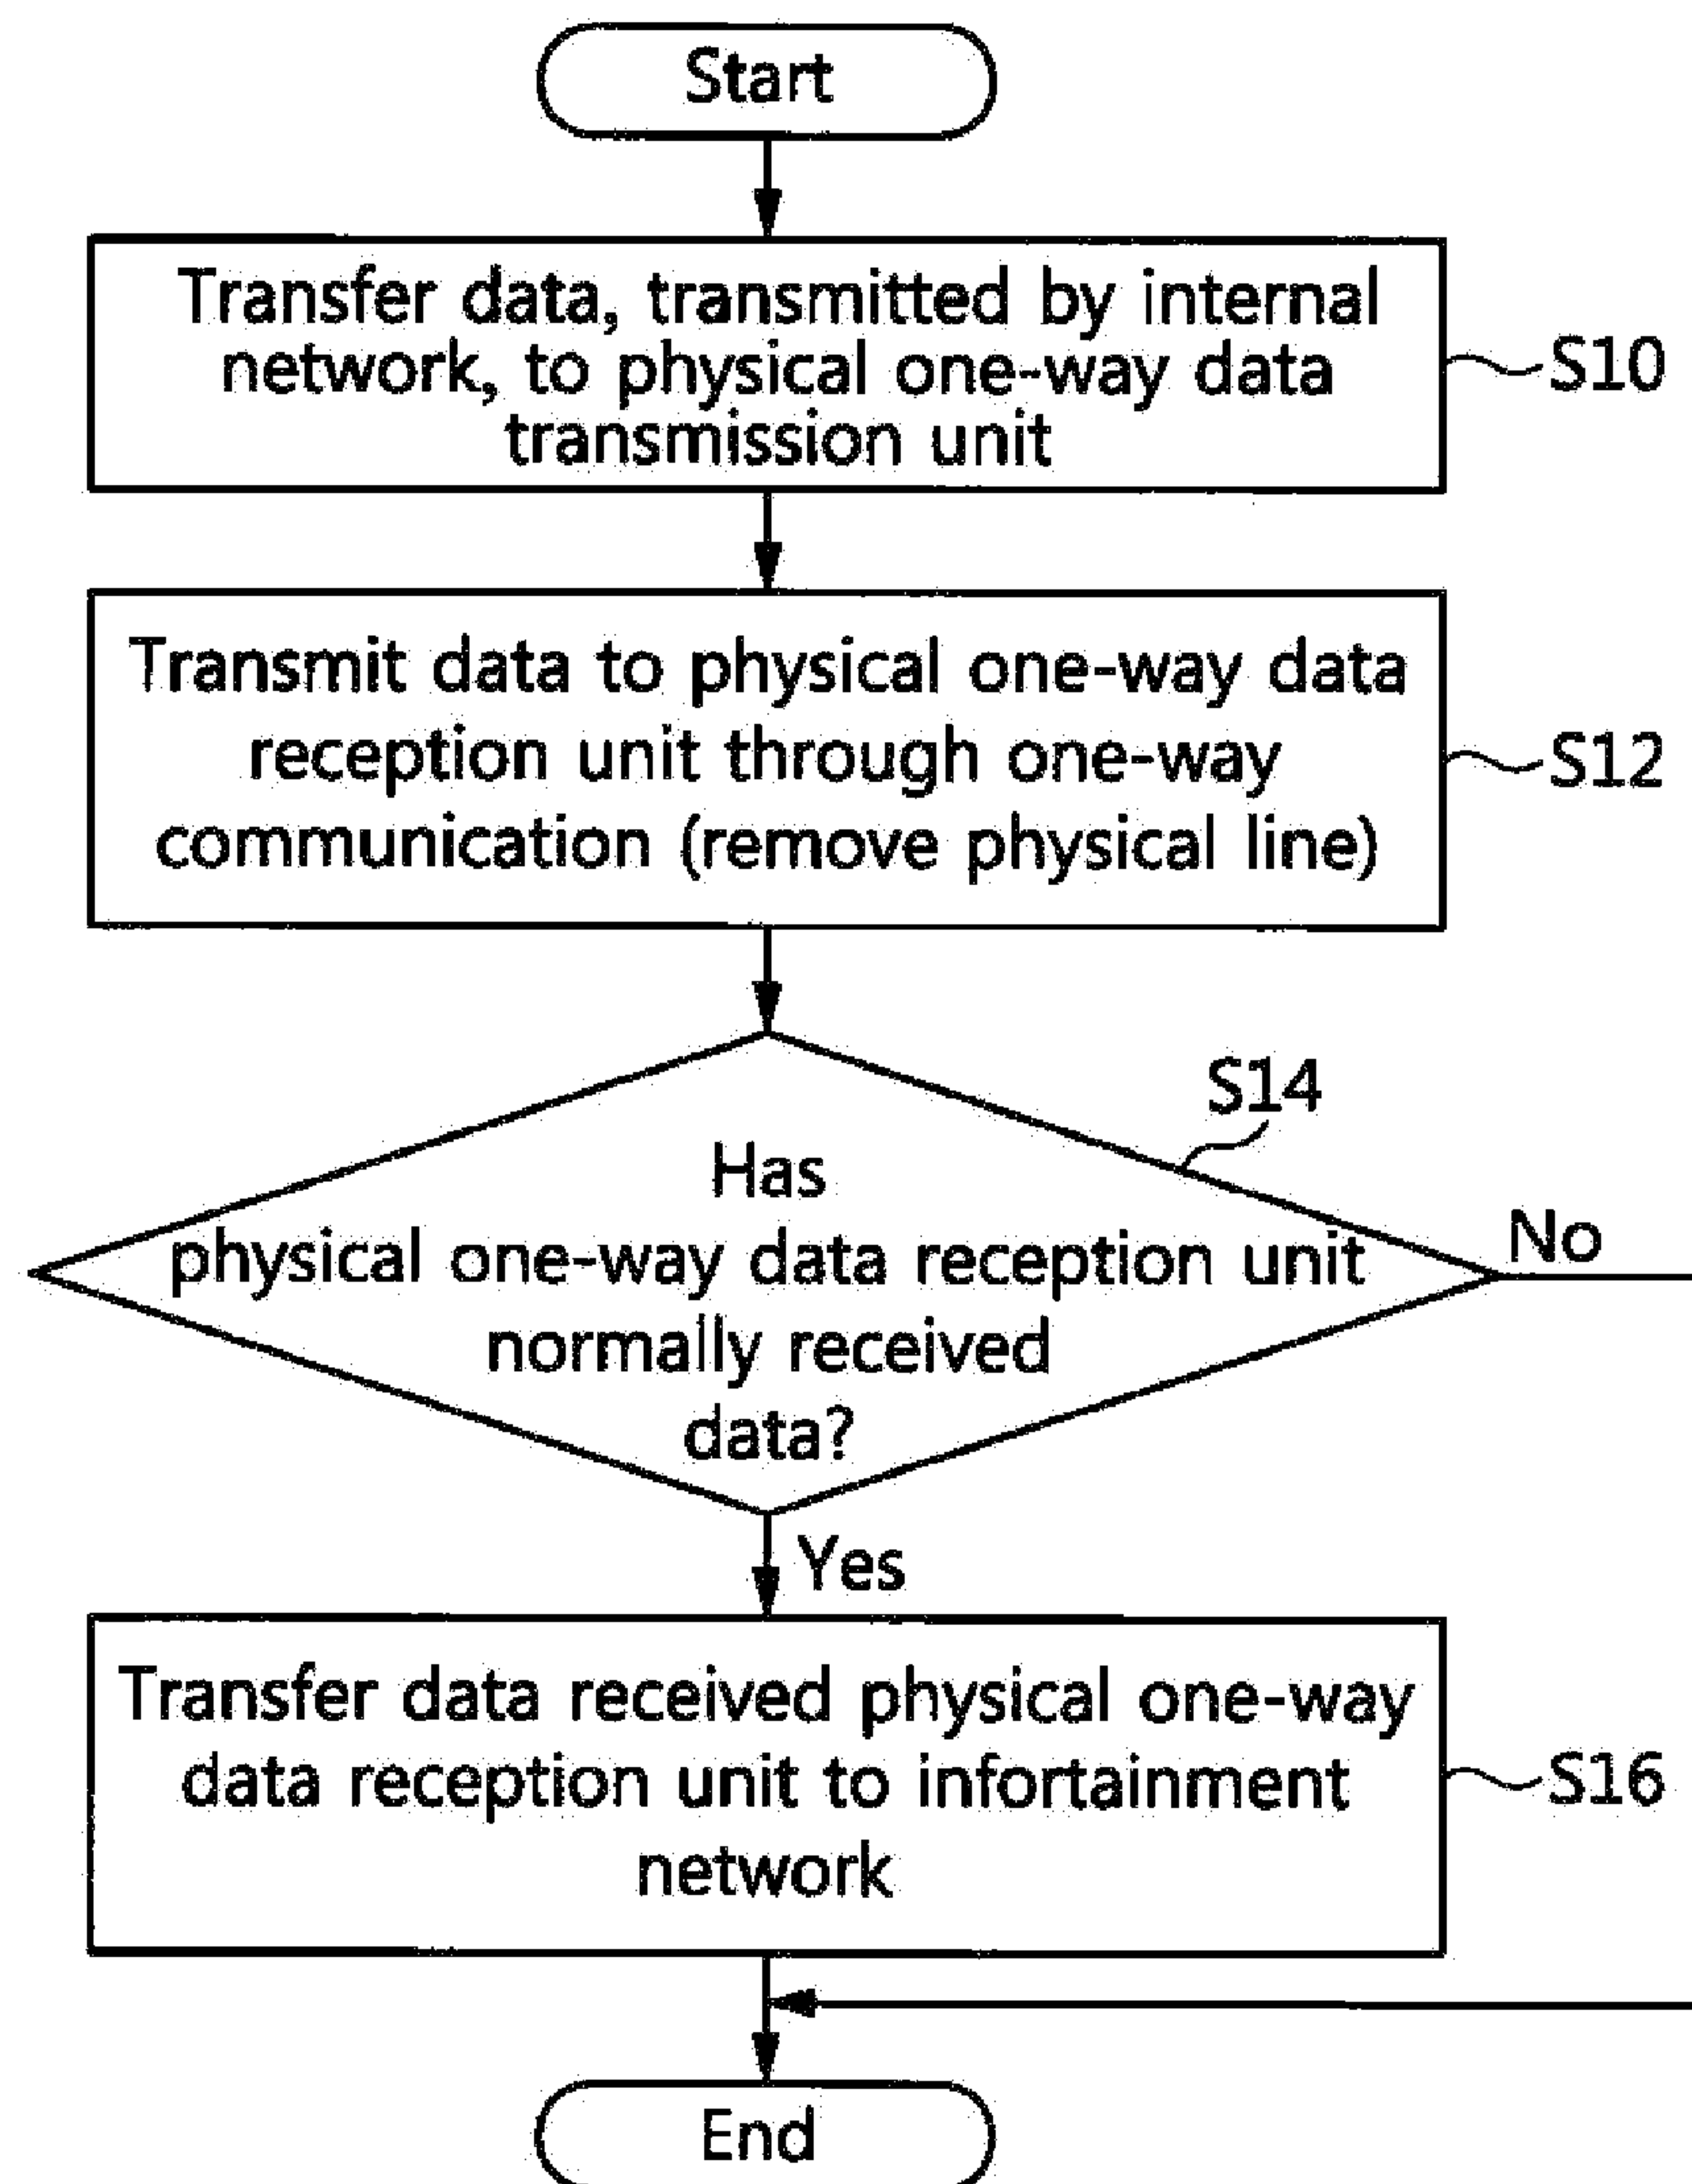 Start
Transfer data, transmitted by internal
network, to physical one-way data
transmission unit
S10
Transmit data to physical one-way data
reception unit through one-way
communication (remove physical line)
S12
S14
Has
physical one-way data reception unit
normally received
data?
No
Yes
Transfer data received physical one-way
data reception unit to infortainment
network
S16
End